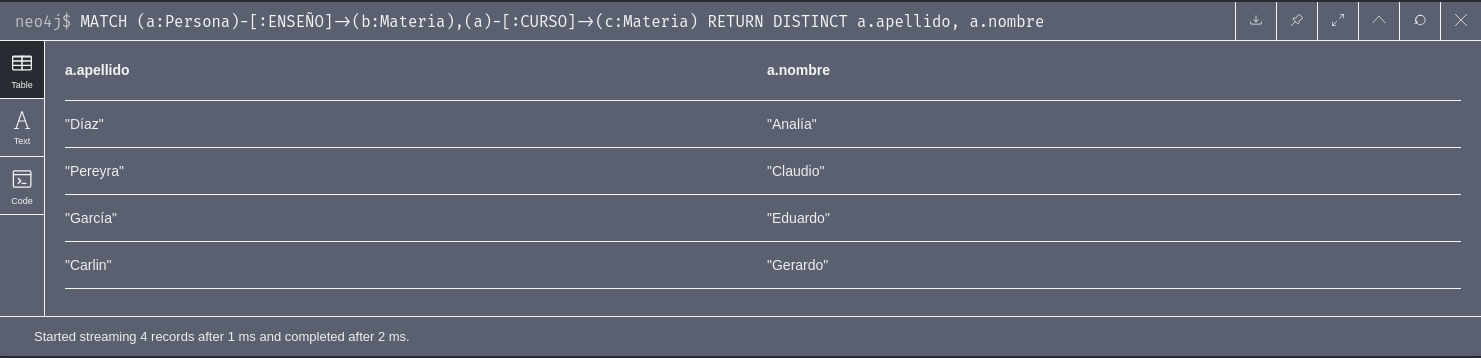 neo4j$ MATCH (a:Persona)-[:ENSEÑO]->(b:Materia),(a)-[:CURSO]->(c:Materia) RETURN DISTINCT a.apellido, a.nombre
Table
Text
Code
a.apellido a.nombre
"Díaz" "Analía"
"Pereyra" "Claudio"
"García" "Eduardo"
"Carlin" "Gerardo"
Started streaming 4 records after 1 ms and completed after 2 ms.